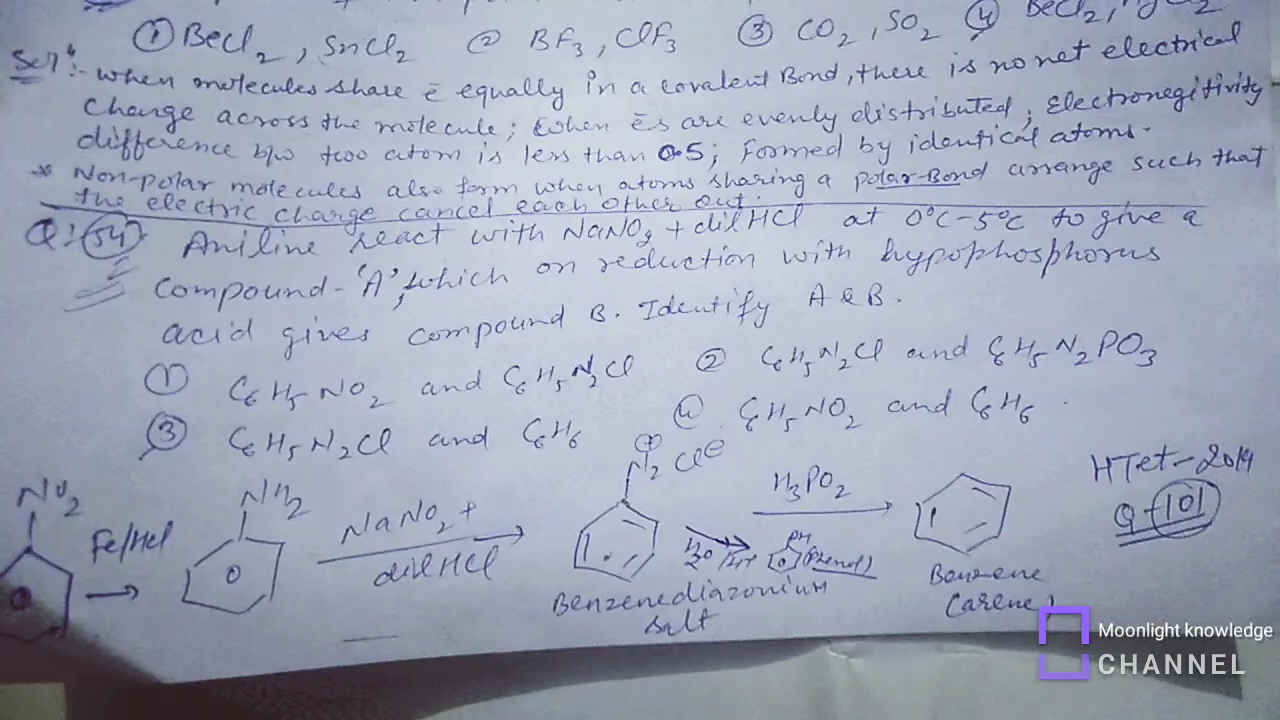 ① BeCl2, SnCl2 ② BF3, ClF3 ③ CO2, SO2 ④ BeCl2,
Sol":- When molecules share ē equally in a covalent Bond, there is no net electrical
Charge across the molecule; when ēs are evenly distributed; Electronegitivity
difference b/w two atom is less than 0.5; formed by identical atoms.
* Non-polar molecules also form when atoms sharing a polar-Bond arrange such that
the electric charge cancel each other out.
Q:- 54. Aniline react with NaNO2 + dil HCl at 0°C-5°C to give a
Compound-'A', which on reduction with hypophosphorus
acid gives compound B. Identify A & B.
① C6H5NO2 and C6H5N2Cl ② C6H5N2Cl and C6H5N2PO3
③ C6H5N2Cl and C6H6 ④ C6H5NO2 and C6H6.
NO2 Fe/HCl NH2 NaNO2+ dil HCl N2 Cl⊖ H3PO2
HTet-2019
Q-101
H2O OH (Phenol)
Benzenediazonium salt
Benzene
(arene)
Moonlight knowledge
CHANNEL